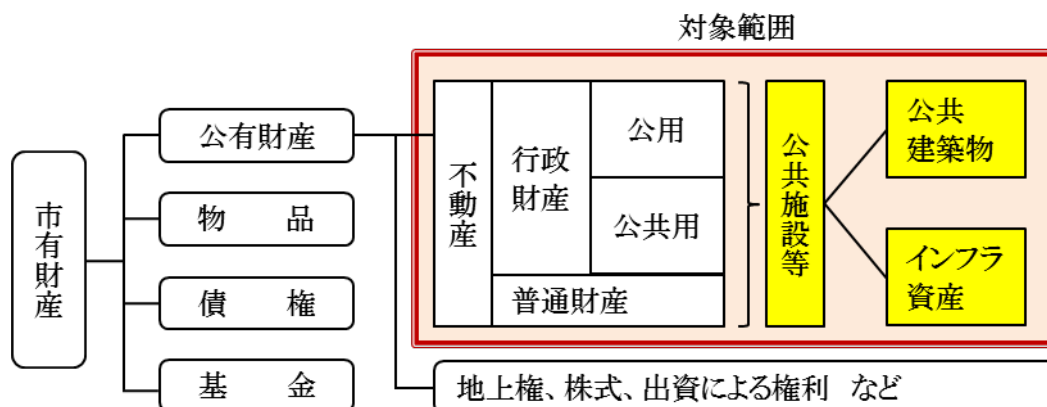 対象範囲
市有財産
公有財産
物　　品
債　　権
基　　金
不動産
行政
財産
公用
公共用
普通財産
公共施設等
公共
建築物
インフラ
資産
地上権、株式、出資による権利　など